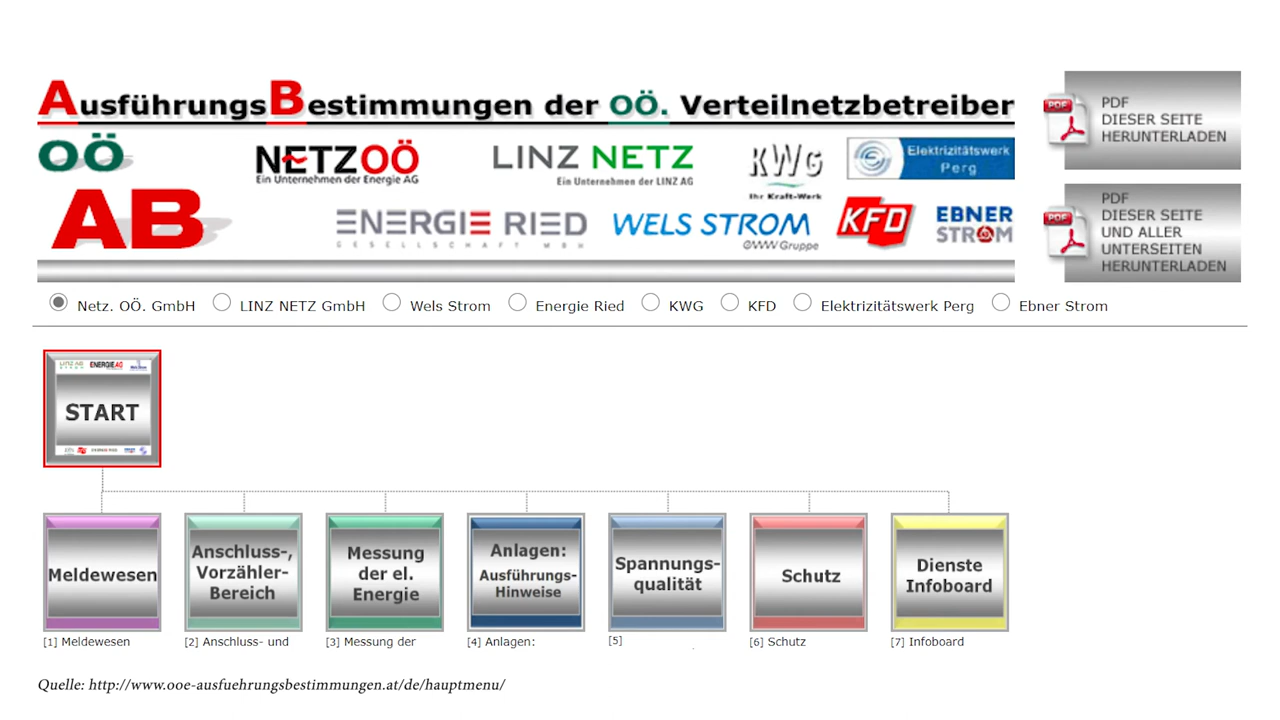 AusführungsBestimmungen der OÖ. Verteilnetzbetreiber
PDF
DIESER SEITE
HERUNTERLADEN
OÖ
AB
NETZOÖ
Ein Unternehmen der Energie AG
LINZ NETZ
Ein Unternehmen der LINZ AG
KWG
Ihr Kraft-Werk
Elektrizitätswerk
Perg
ENERGIE RIED
GESELLSCHAFT MBH
WELS STROM
eww Gruppe
KFD
EBNER
STROM
PDF
DIESER SEITE
UND ALLER
UNTERSEITEN
HERUNTERLADEN
Netz. OÖ. GmbH LINZ NETZ GmbH Wels Strom Energie Ried KWG KFD Elektrizitätswerk Perg Ebner Strom
ENERGIE AG
START
Meldewesen
Anschluss-,
Vorzähler-
Bereich
Messung
der el.
Energie
Anlagen:
Ausführungs-
Hinweise
Spannungs-
qualität
Schutz
Dienste
Infoboard
[1] Meldewesen
[2] Anschluss- und
[3] Messung der
[4] Anlagen:
[5]
[6] Schutz
[7] Infoboard
Quelle: http://www.ooe-ausfuehrungsbestimmungen.at/de/hauptmenu/